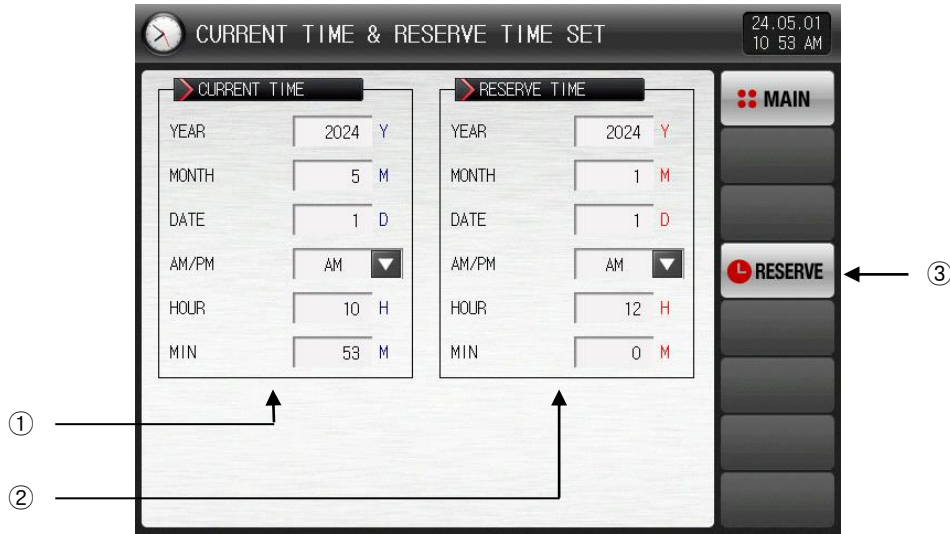 CURRENT TIME & RESERVE TIME SET
24.05.01
10 53 AM
CURRENT TIME
YEAR 2024 Y
MONTH 5 M
DATE 1 D
AM/PM AM
HOUR 10 H
MIN 53 M
RESERVE TIME
YEAR 2024 Y
MONTH 1 M
DATE 1 D
AM/PM AM
HOUR 12 H
MIN 0 M
MAIN
RESERVE
③
①
②